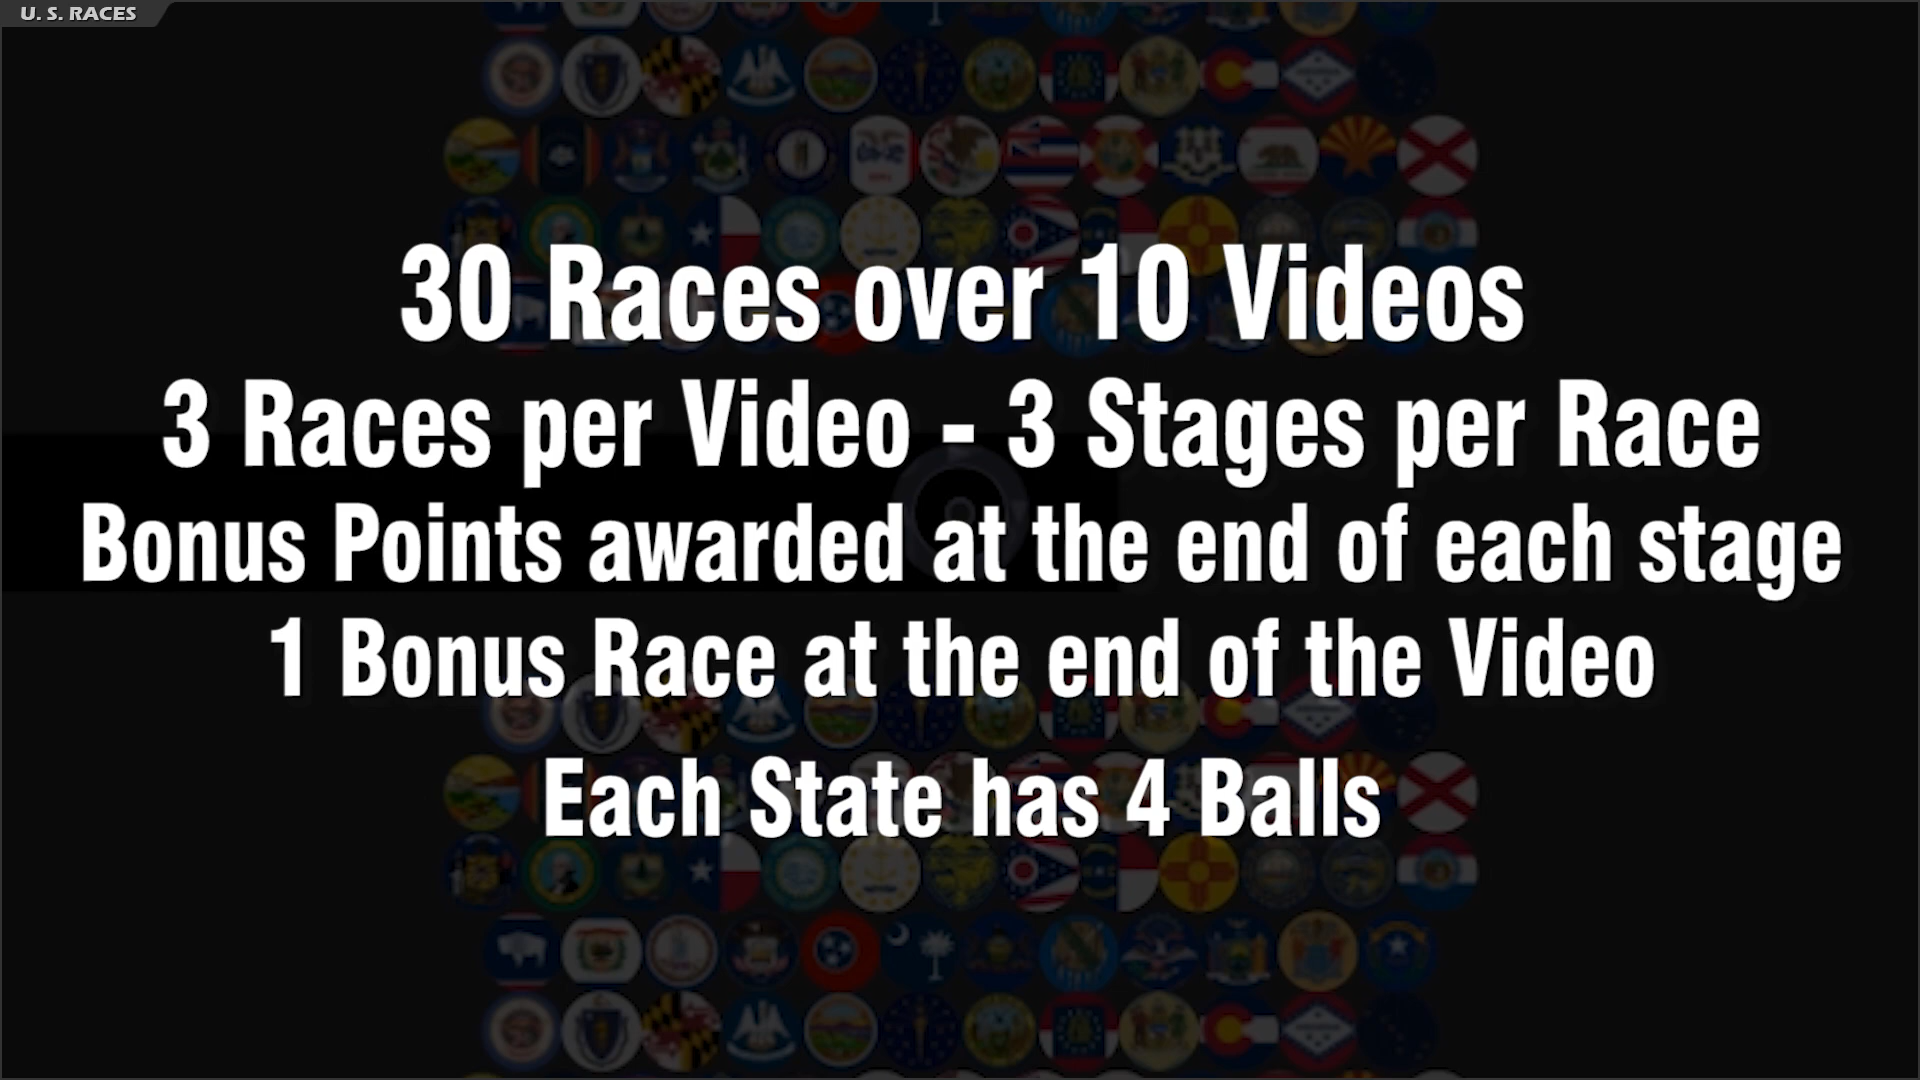 U. S. RACES
30 Races over 10 Videos
3 Races per Video - 3 Stages per Race
Bonus Points awarded at the end of each stage
1 Bonus Race at the end of the Video
Each State has 4 Balls